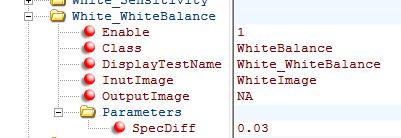 White_Sensitivity
White_WhiteBalance
Enable 1
Class WhiteBalance
DisplayTestName White_WhiteBalance
InutImage WhiteImage
OutputImage NA
Parameters
SpecDiff 0.03